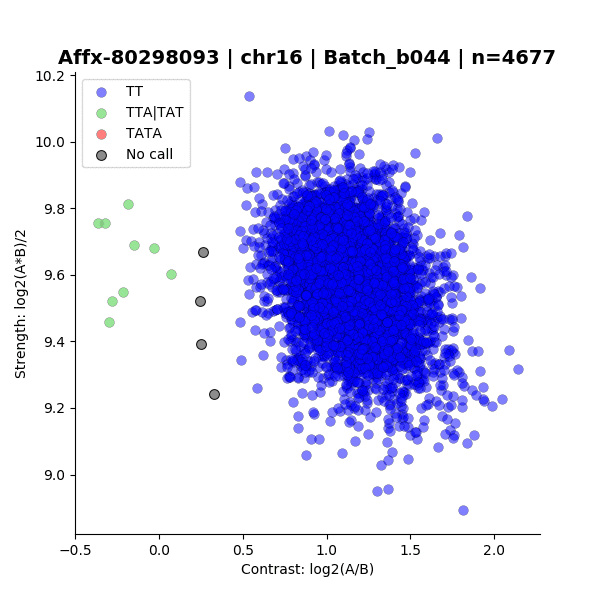 Affx-80298093 | chr16 | Batch_b044 | n=4677
TT
TTA|TAT
TATA
No call
Strength: log2(A*B)/2
10.2
10.0
9.8
9.6
9.4
9.2
9.0
−0.5
0.0
0.5
1.0
1.5
2.0
Contrast: log2(A/B)